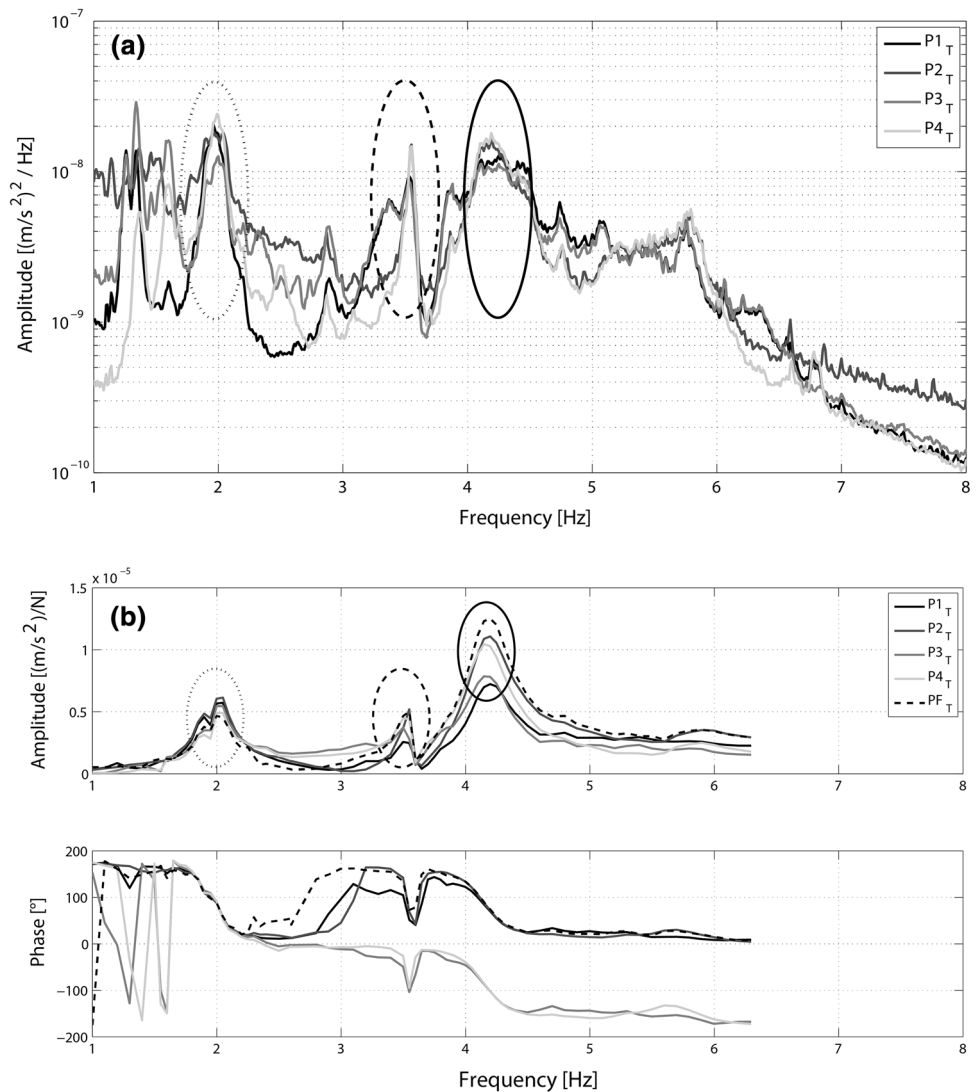 (a)
10⁻⁷
10⁻⁸
10⁻⁹
10⁻¹⁰
Amplitude [(m/s²)² / Hz]
P1_T
P2_T
P3_T
P4_T
1 2 3 4 5 6 7 8
Frequency [Hz]
x 10⁻⁵
(b)
1.5
1
0.5
0
Amplitude [(m/s²)/N]
P1_T
P2_T
P3_T
P4_T
PF_T
1 2 3 4 5 6 7 8
200
100
0
−100
−200
Phase [°]
1 2 3 4 5 6 7 8
Frequency [Hz]